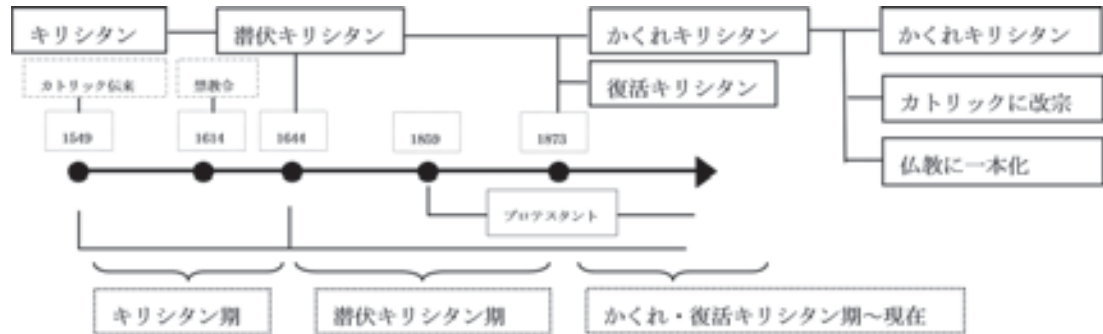 キリシタン
潜伏キリシタン
かくれキリシタン
かくれキリシタン
カトリック伝来
禁教令
復活キリシタン
カトリックに改宗
1549
1614
1644
1859
1873
仏教に一本化
プロテスタント
キリシタン期
潜伏キリシタン期
かくれ・復活キリシタン期～現在